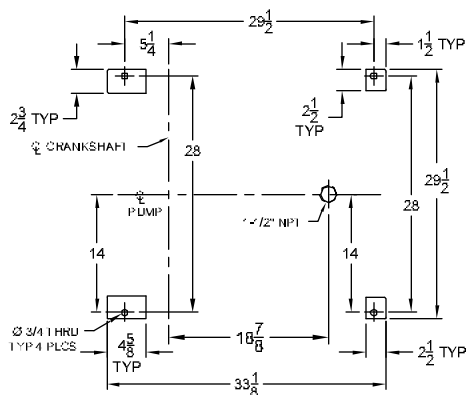 29 1/2
5 1/4
1 1/2 TYP
2 3/4 TYP
2 1/2
TYP
℄ CRANKSHAFT
28
29 1/2
28
℄
PUMP
1-1/2" NPT
14
14
Ø 3/4 THRU
TYP 4 PLCS
4 5/8
TYP
18 7/8
2 1/2 TYP
33 1/8